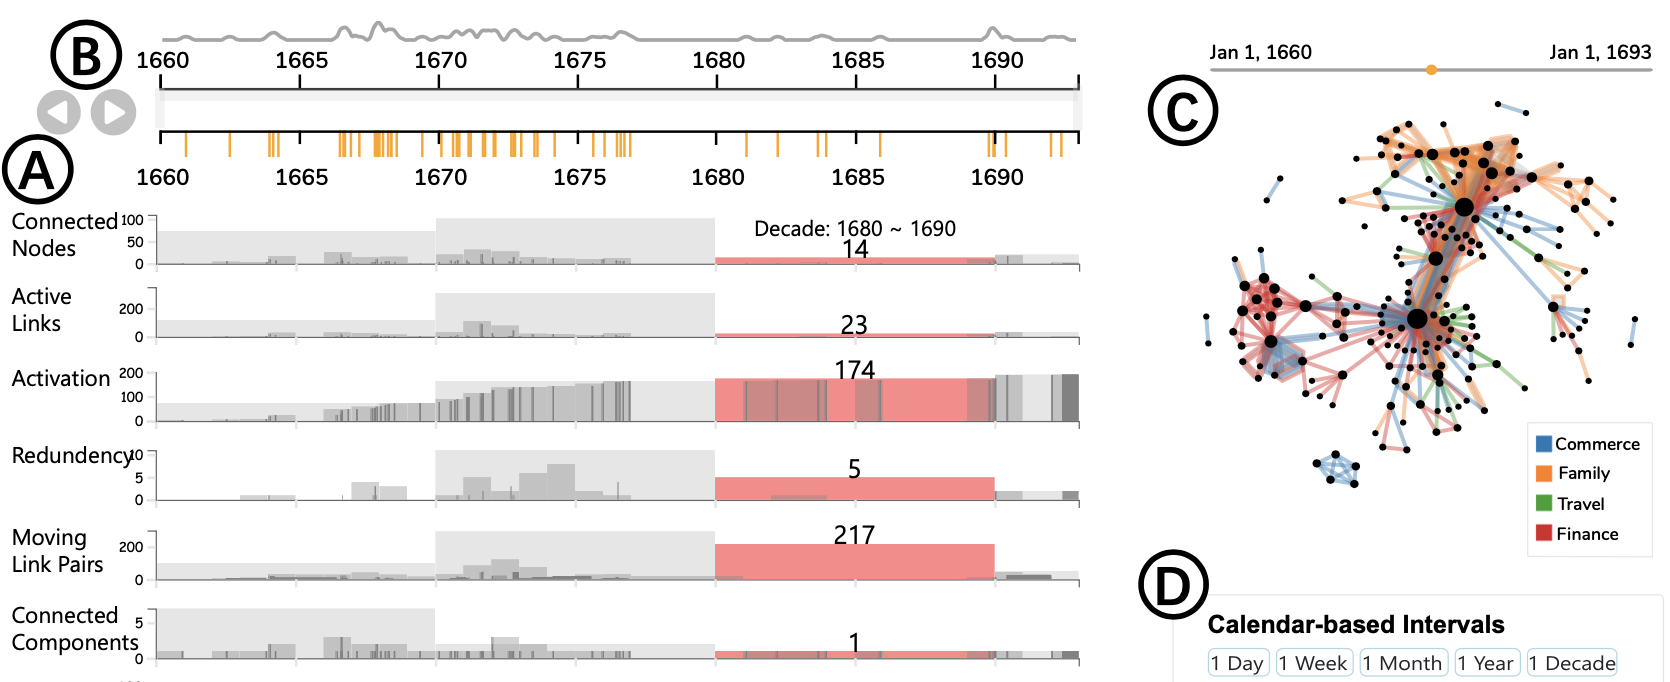 B
1660 1665 1670 1675 1680 1685 1690
A
1660 1665 1670 1675 1680 1685 1690
Connected
Nodes
100
50
0
Decade: 1680 ~ 1690
14
Active
Links
200
0
23
Activation
200
100
0
174
Redundency
10
5
0
5
Moving
Link Pairs
200
0
217
Connected
Components
5
0
1
Jan 1, 1660 Jan 1, 1693
C
Commerce
Family
Travel
Finance
D
Calendar-based Intervals
1 Day 1 Week 1 Month 1 Year 1 Decade